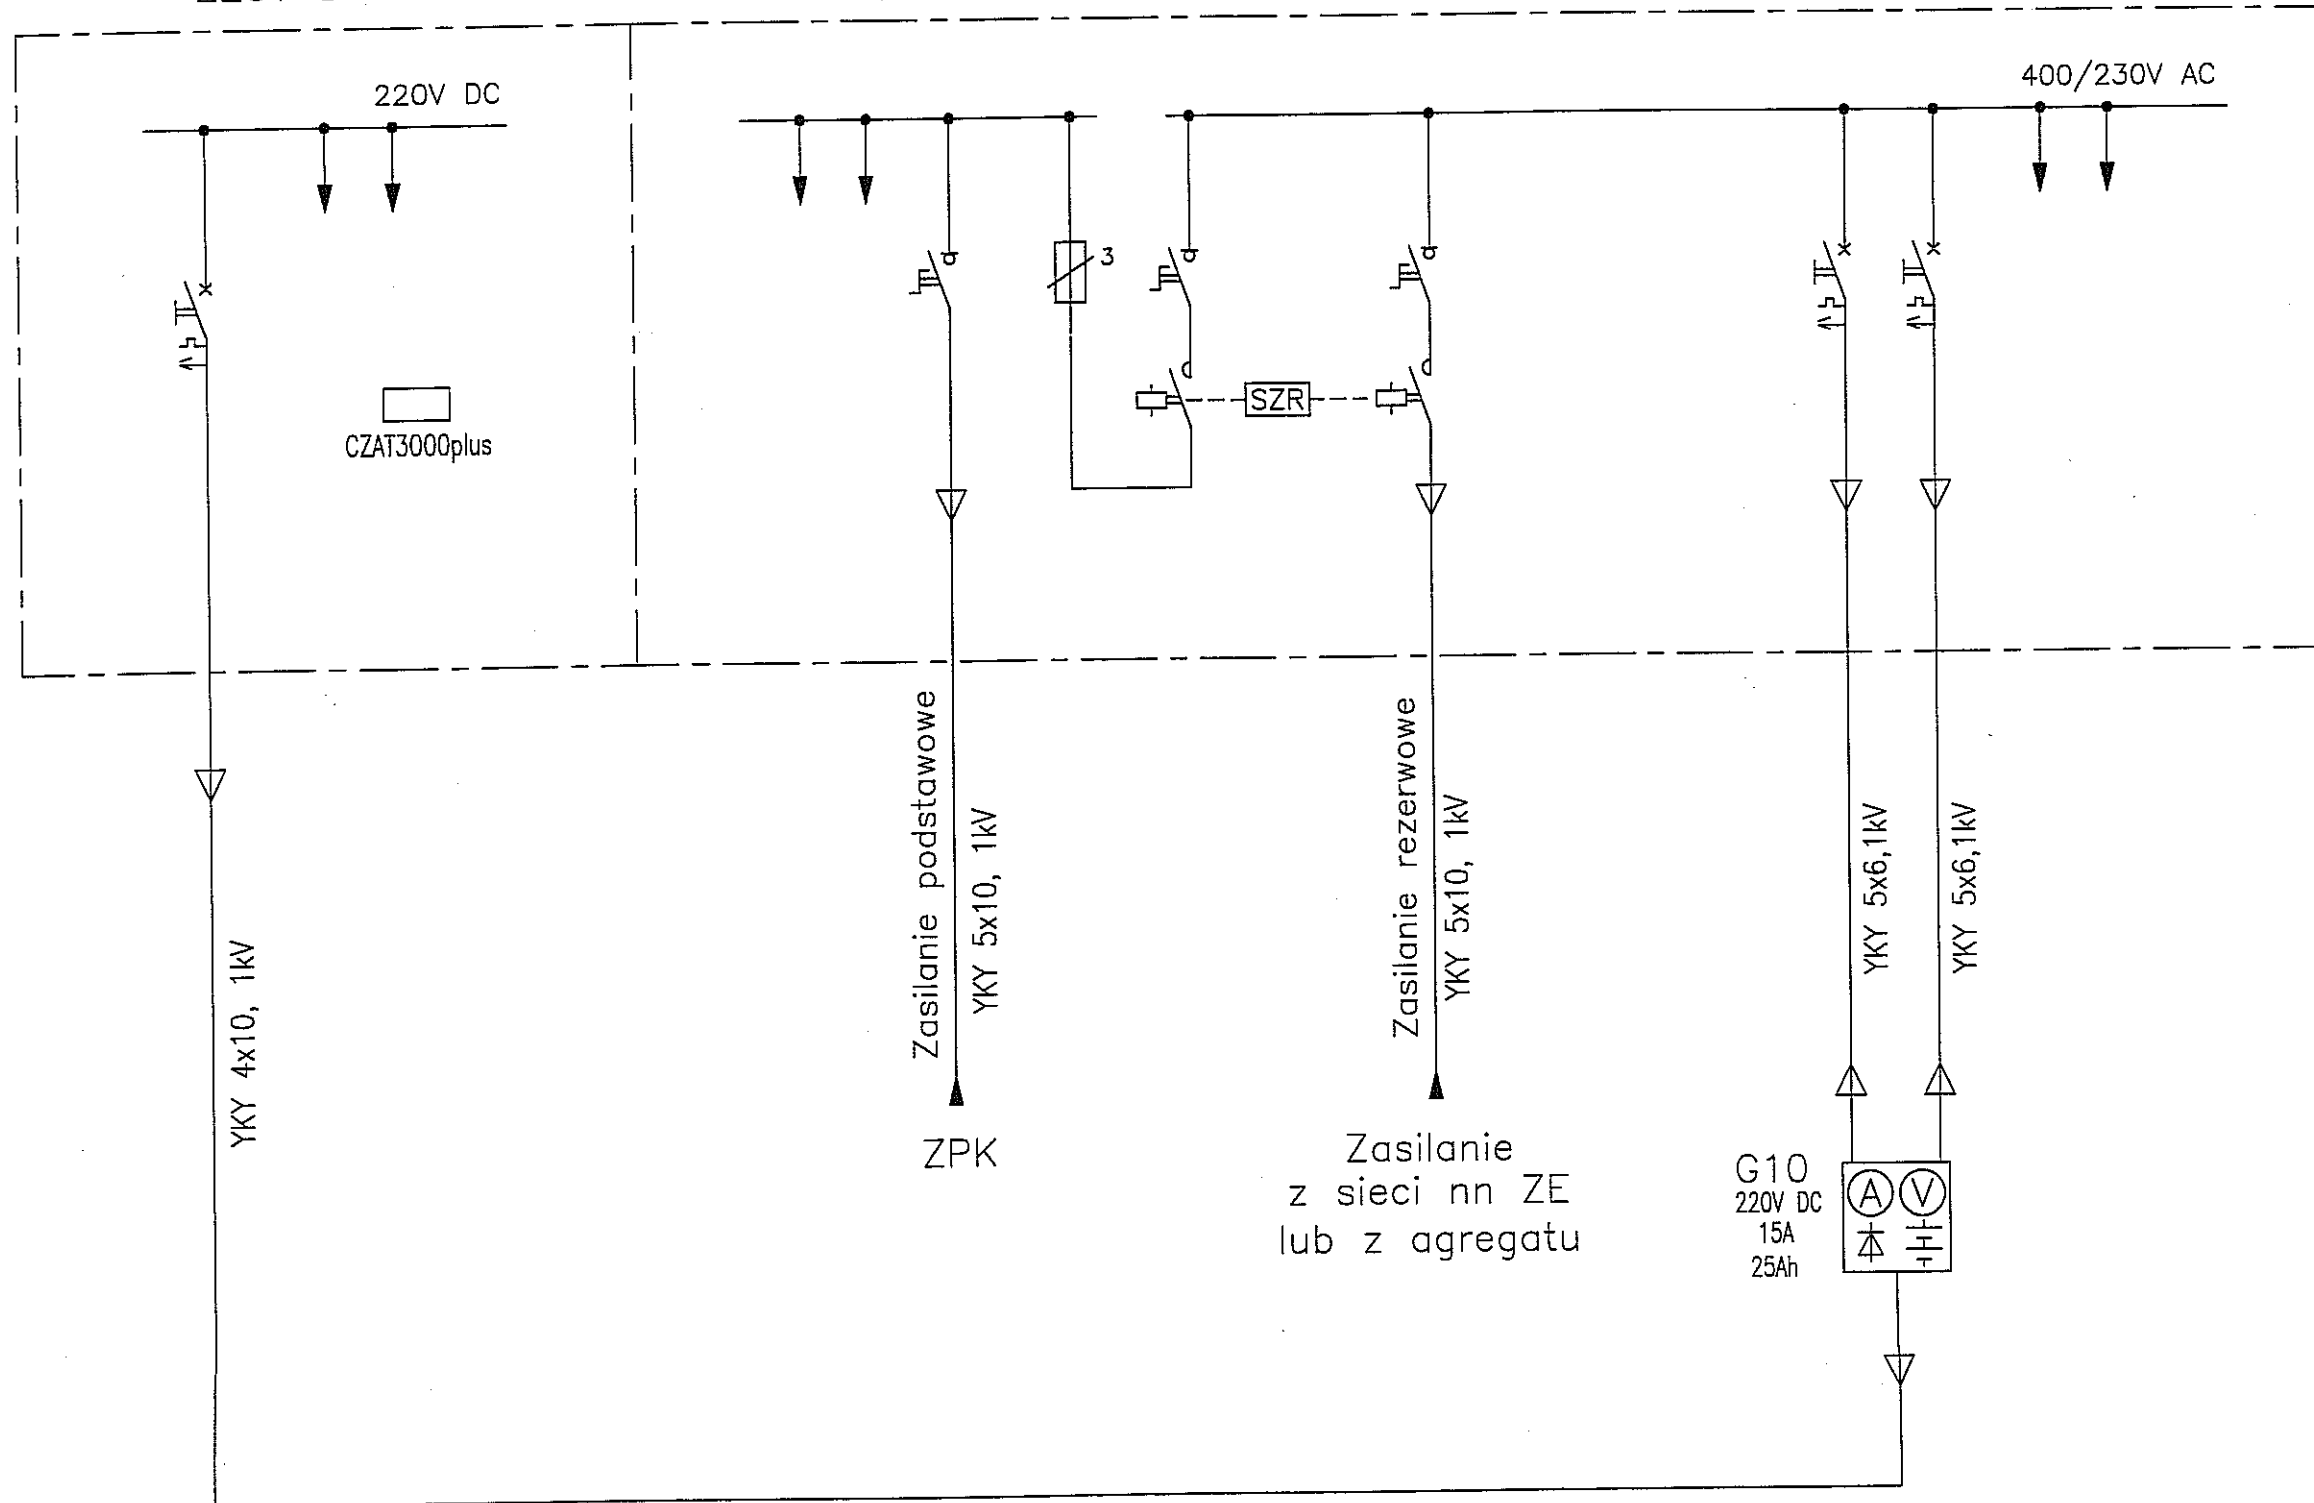 220V DC
400/230V AC
3
SZR
CZAT3000plus
Zasilanie podstawowe
YKY 5x10, 1kV
Zasilanie rezerwowe
YKY 5x10, 1kV
YKY 5x6,1kV
YKY 5x6,1kV
YKY 4x10, 1kV
ZPK
Zasilanie
z sieci nn ZE
lub z agregatu
G10
220V DC
15A
25Ah
A
V